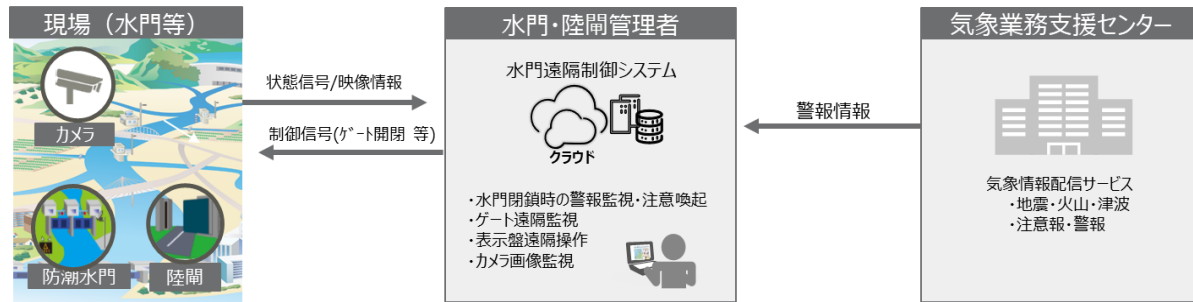 現場（水門等）
カメラ
防潮水門
陸閘
状態信号/映像情報
制御信号(ｹﾞｰﾄ開閉 等)
水門・陸閘管理者
水門遠隔制御システム
クラウド
・水門閉鎖時の警報監視・注意喚起
・ゲート遠隔監視
・表示盤遠隔操作
・カメラ画像監視
警報情報
気象業務支援センター
気象情報配信サービス
・地震・火山・津波
・注意報・警報